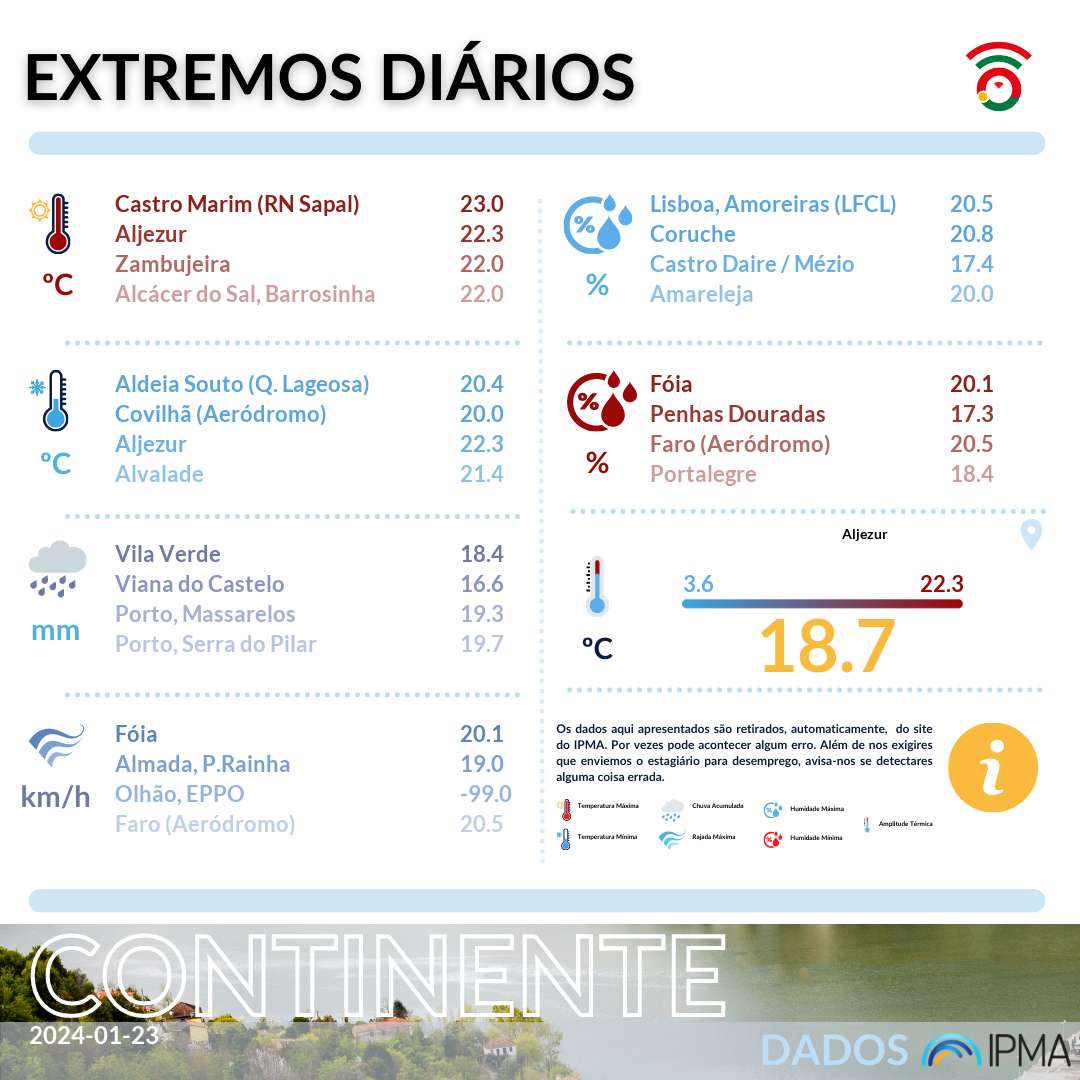 EXTREMOS DIÁRIOS
Castro Marim (RN Sapal) 23.0
Aljezur 22.3
Zambujeira 22.0
Alcácer do Sal, Barrosinha 22.0
ºC
Lisboa, Amoreiras (LFCL) 20.5
Coruche 20.8
Castro Daire / Mézio 17.4
Amareleja 20.0
%
%
Aldeia Souto (Q. Lageosa) 20.4
Covilhã (Aeródromo) 20.0
Aljezur 22.3
Alvalade 21.4
ºC
Fóia 20.1
Penhas Douradas 17.3
Faro (Aeródromo) 20.5
Portalegre 18.4
%
%
Vila Verde 18.4
Viana do Castelo 16.6
Porto, Massarelos 19.3
Porto, Serra do Pilar 19.7
mm
Aljezur
3.6 22.3
18.7
ºC
Fóia 20.1
Almada, P.Rainha 19.0
Olhão, EPPO -99.0
Faro (Aeródromo) 20.5
km/h
Os dados aqui apresentados são retirados, automaticamente, do site
do IPMA. Por vezes pode acontecer algum erro. Além de nos exigires
que enviemos o estagiário para desemprego, avisa-nos se detectares
alguma coisa errada.
i
Temperatura Máxima
Chuva Acumulada
Humidade Máxima
Amplitude Térmica
Temperatura Mínima
Rajada Máxima
Humidade Mínima
CONTINENTE
2024-01-23
DADOS IPMA